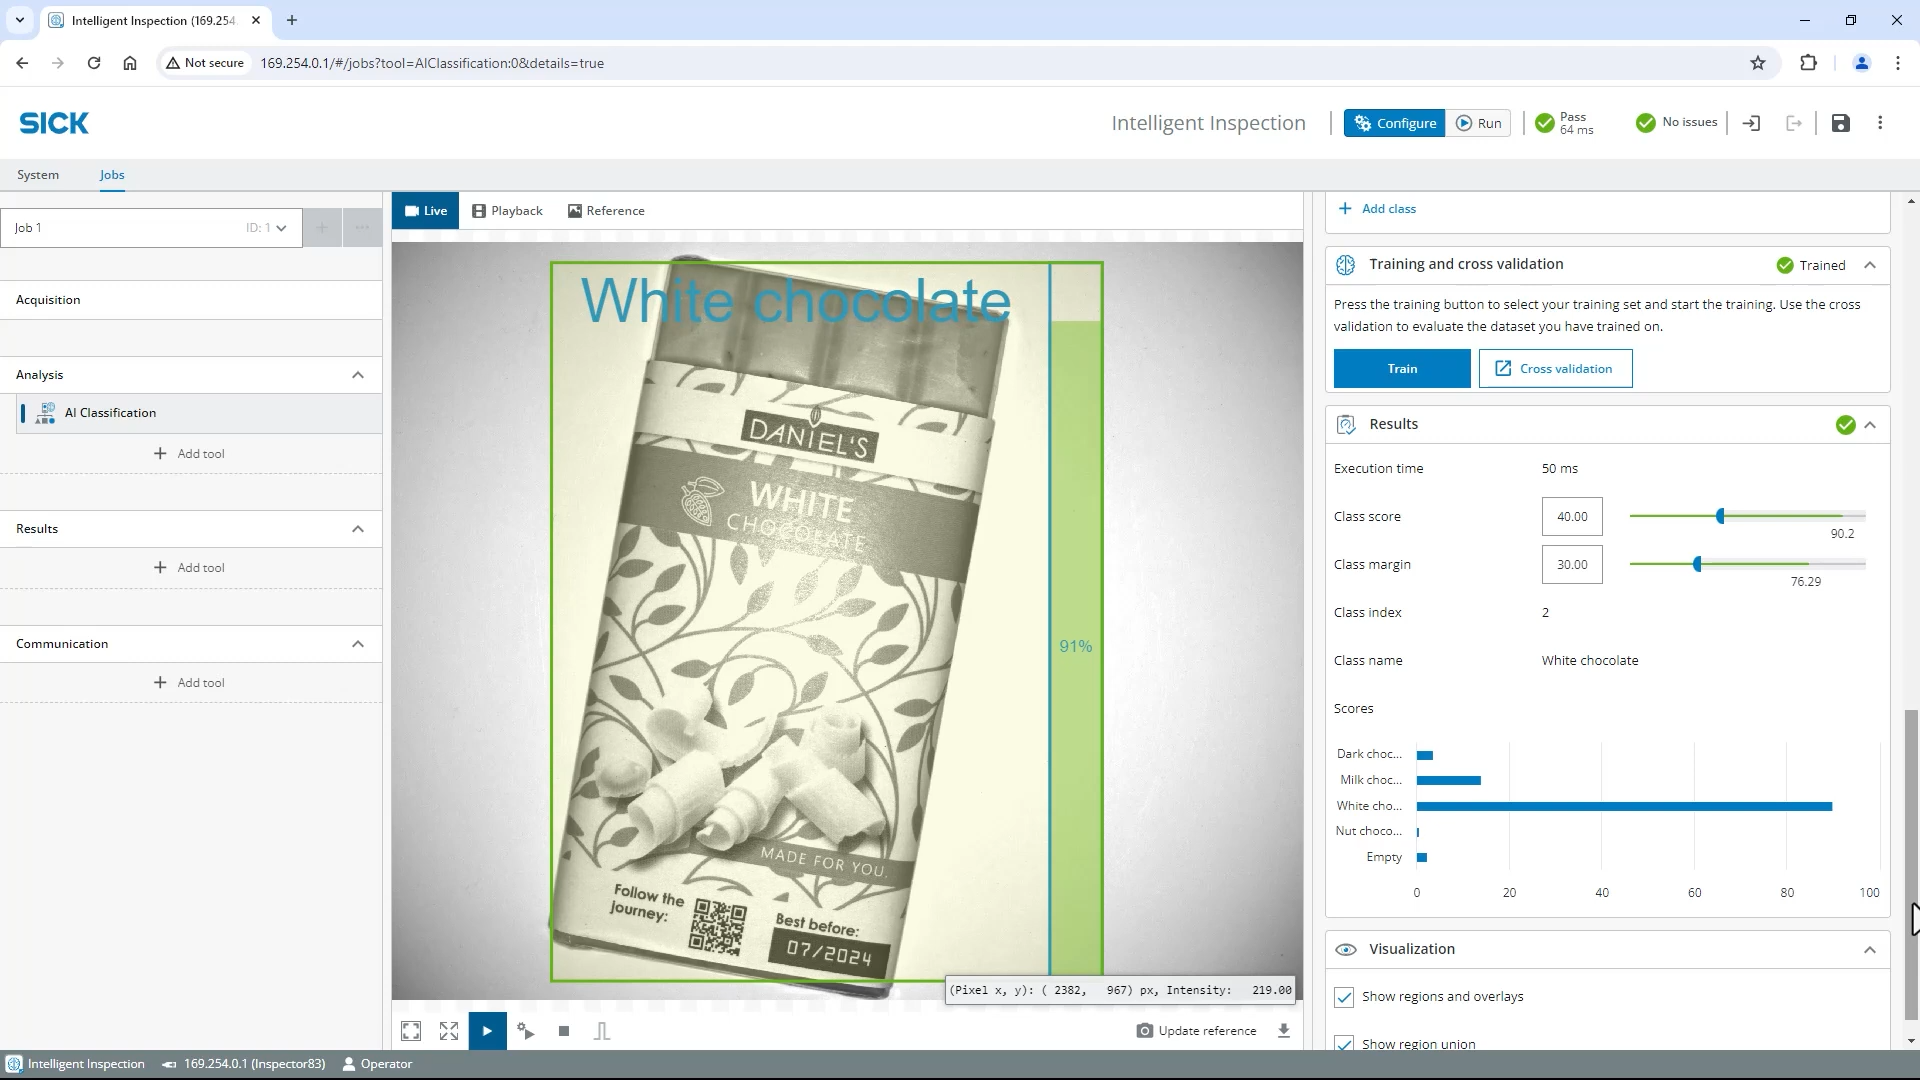 Intelligent Inspection (169.254.
Not secure
169.254.0.1/#/jobs?tool=AIClassification:0&details=true
SICK
Intelligent Inspection
Configure
Run
Pass
64 ms
No issues
System
Jobs
Job 1
ID: 1
Acquisition
Analysis
AI Classification
Add tool
Results
Add tool
Communication
Add tool
Live
Playback
Reference
White chocolate
DANIEL'S
WHITE
CHOCOLATE
91%
MADE FOR YOU.
Follow the
journey:
Best before:
07/2024
(Pixel x, y): ( 2382, 967) px, Intensity: 219.00
Update reference
Add class
Training and cross validation
Trained
Press the training button to select your training set and start the training. Use the cross
validation to evaluate the dataset you have trained on.
Train
Cross validation
Results
Execution time
50 ms
Class score
40.00
90.2
Class margin
30.00
76.29
Class index
2
Class name
White chocolate
Scores
Dark choc...
Milk choc...
White cho...
Nut choco...
Empty
0 20 40 60 80 100
Visualization
Show regions and overlays
Show region union
Intelligent Inspection
169.254.0.1 (Inspector83)
Operator